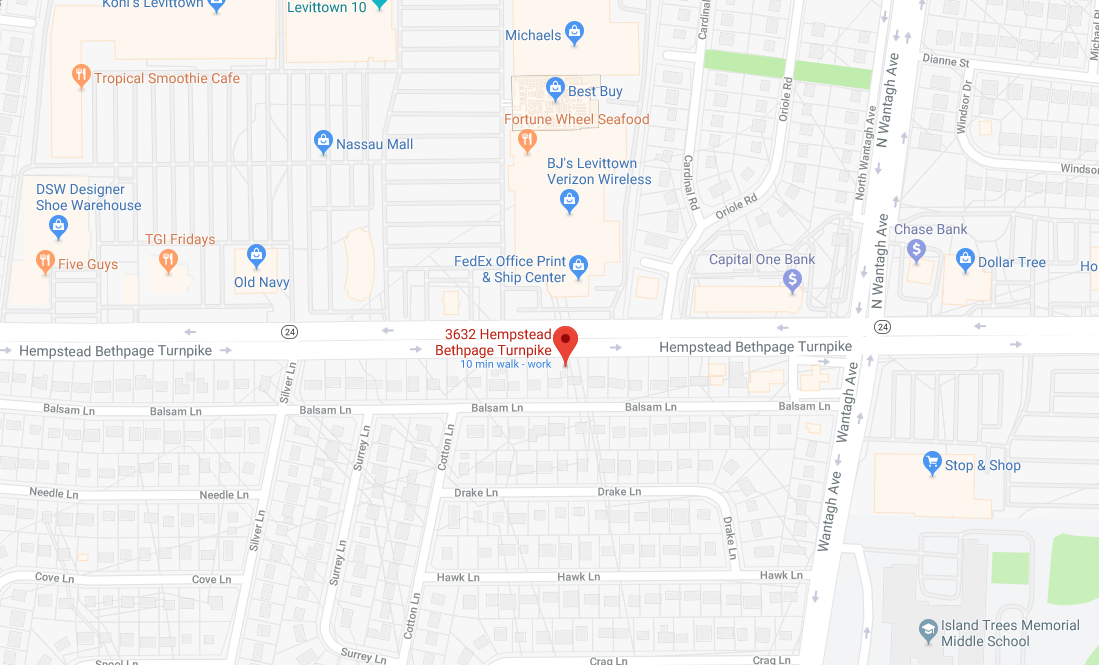 Kohl's Levittown
Levittown 10
Michaels
Cardinal
Dianne St
Michael Pl
Tropical Smoothie Cafe
Best Buy
Oriole Rd
N Wantagh Ave
Windsor Dr
Fortune Wheel Seafood
Nassau Mall
North Wantagh Ave
BJ's Levittown
Verizon Wireless
Cardinal Rd
Windsor
DSW Designer
Shoe Warehouse
Oriole Rd
TGI Fridays
Chase Bank
N Wantagh Ave
Five Guys
Old Navy
FedEx Office Print
& Ship Center
Capital One Bank
Dollar Tree
Ho
24
24
3632 Hempstead
Bethpage Turnpike
10 min walk - work
Hempstead Bethpage Turnpike
Hempstead Bethpage Turnpike
Silver Ln
Balsam Ln
Balsam Ln
Balsam Ln
Balsam Ln
Balsam Ln
Balsam Ln
Wantagh Ave
Surrey Ln
Cotton Ln
Stop & Shop
Needle Ln
Needle Ln
Drake Ln
Drake Ln
Wantagh Ave
Silver Ln
Drake Ln
Surrey Ln
Cove Ln
Cove Ln
Hawk Ln
Hawk Ln
Hawk Ln
Cotton Ln
Island Trees Memorial
Middle School
Surrey Ln
Spool Ln
Crag Ln
Crag Ln